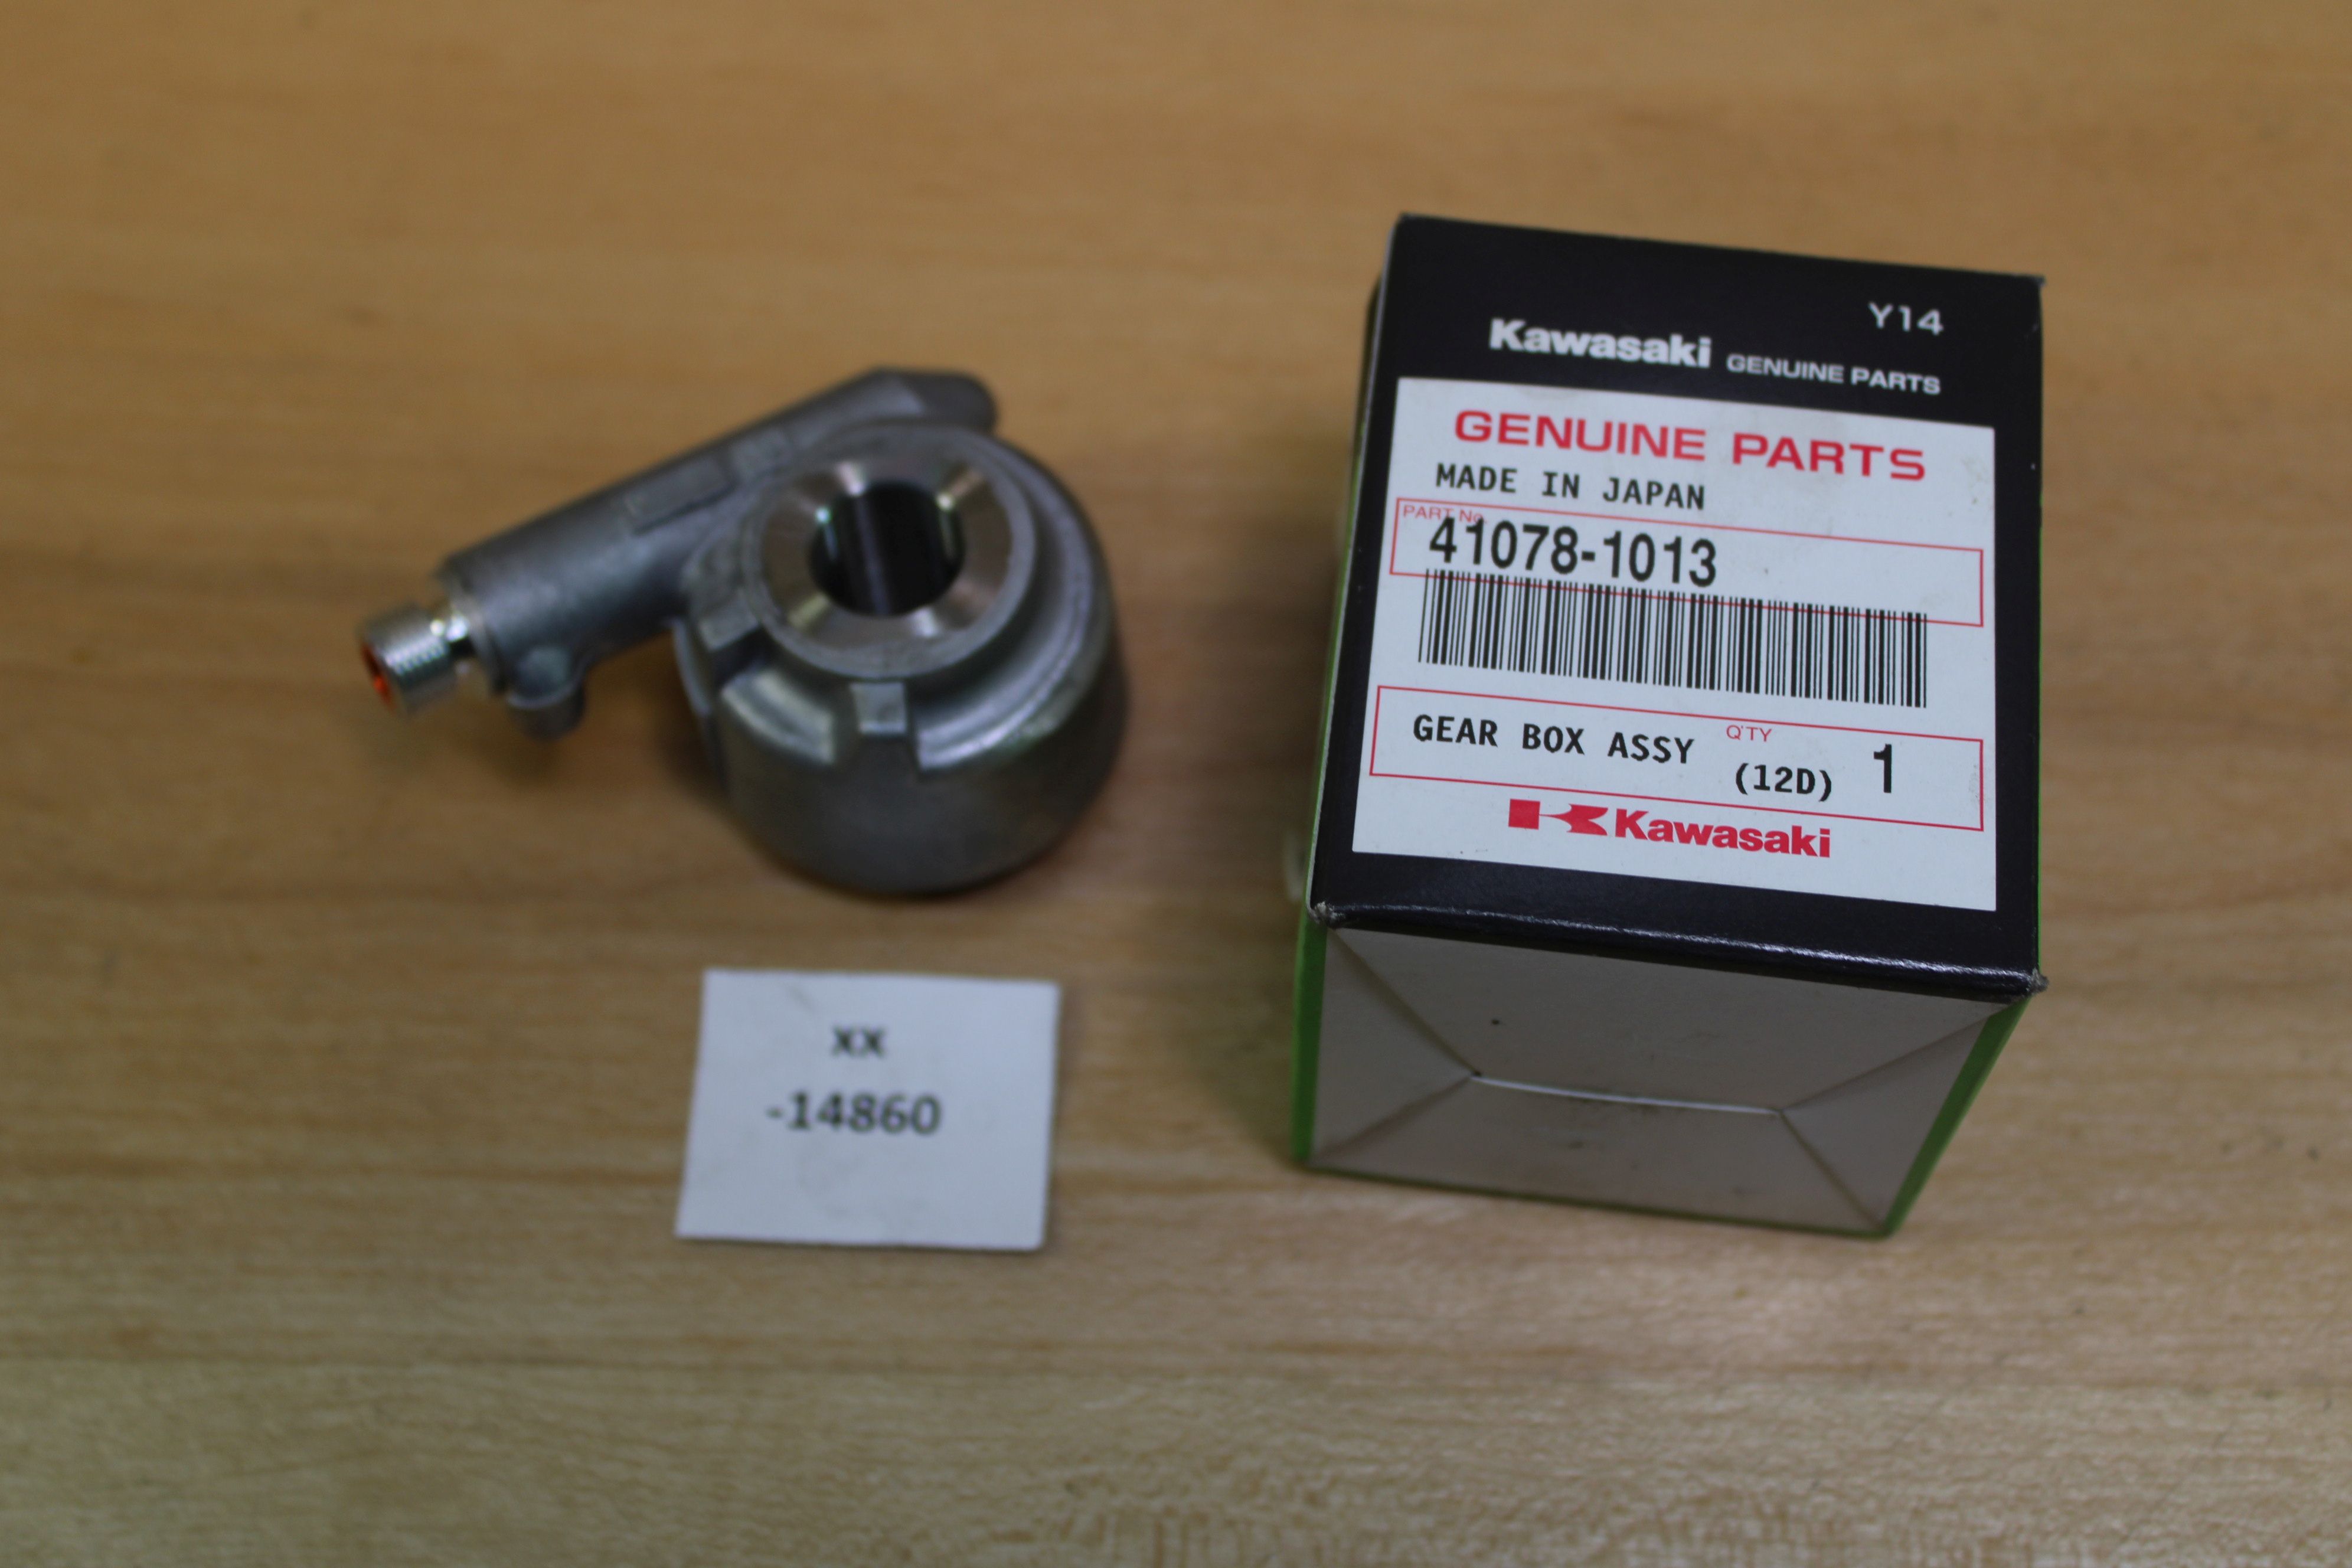 Y14
Kawasaki GENUINE PARTS
GENUINE PARTS
MADE IN JAPAN
PART No
41078-1013
GEAR BOX ASSY
Q'TY
(12D)
1
Kawasaki
xx
-14860